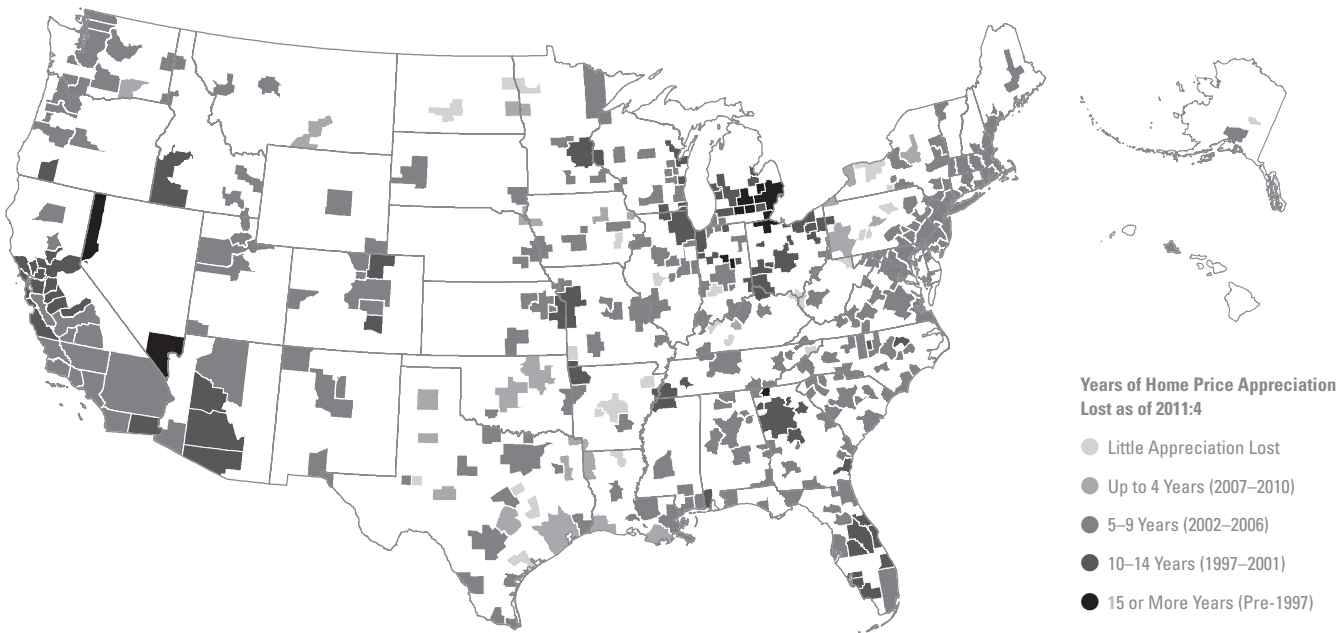 Years of Home Price Appreciation
Lost as of 2011:4
Little Appreciation Lost
Up to 4 Years (2007–2010)
5–9 Years (2002–2006)
10–14 Years (1997–2001)
15 or More Years (Pre-1997)